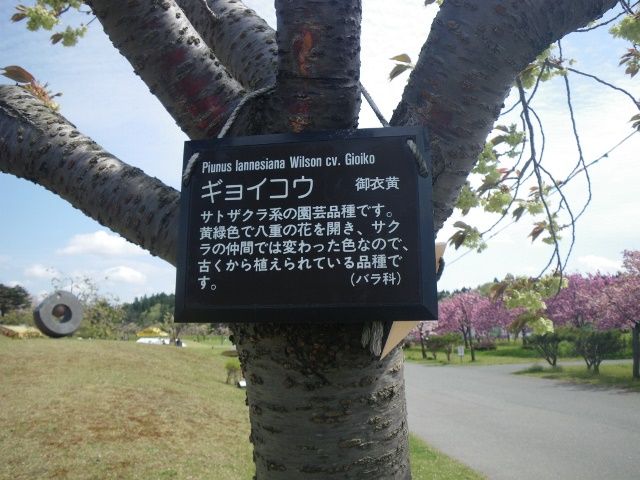 Piunus lannesiana Wilson cv. Gioiko
ギョイコウ 御衣黄
サトザクラ系の園芸品種です。
黄緑色で八重の花を開き、サク
ラの仲間では変わった色なので、
古くから植えられている品種で
す。 (バラ科)